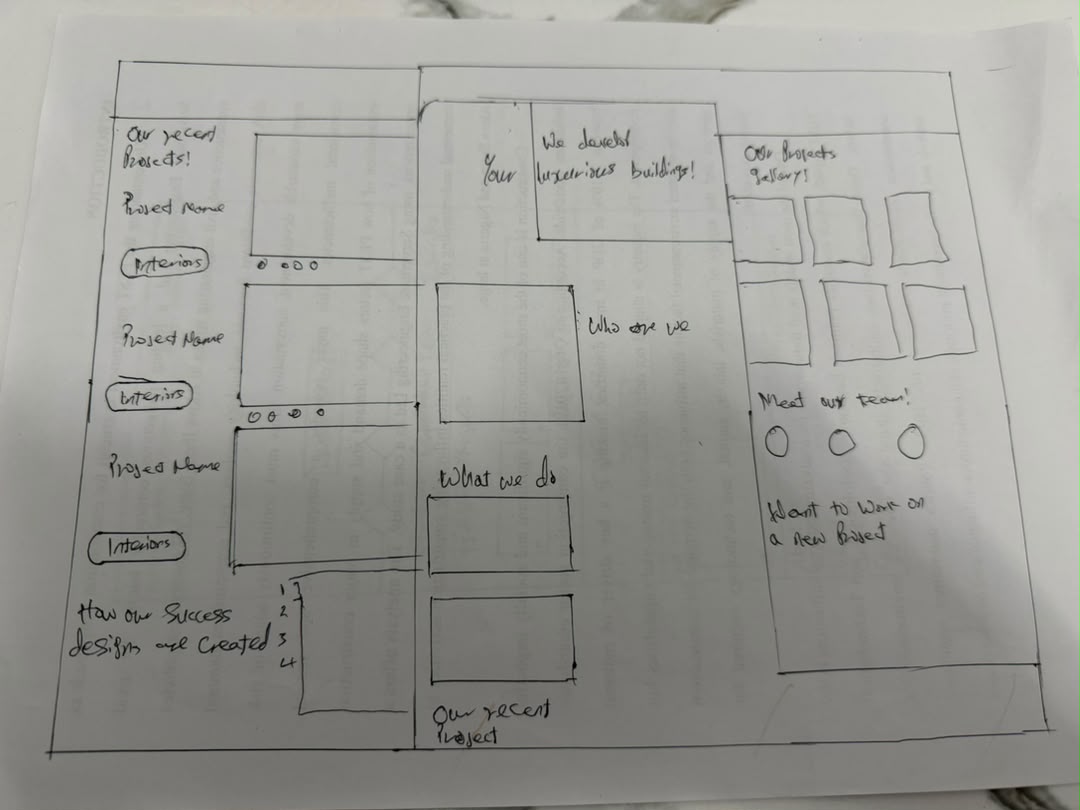 Our recent
Projects!
Project Name
Interiors
Project Name
Interiors
Project Name
Interiors
How our Success
designs are Created
1
2
3
4
We develop
Your luxurious buildings!
Who are we
What we do
Our recent
Project
Our Projects
gallery!
Meet our team!
Want to work on
a new Project